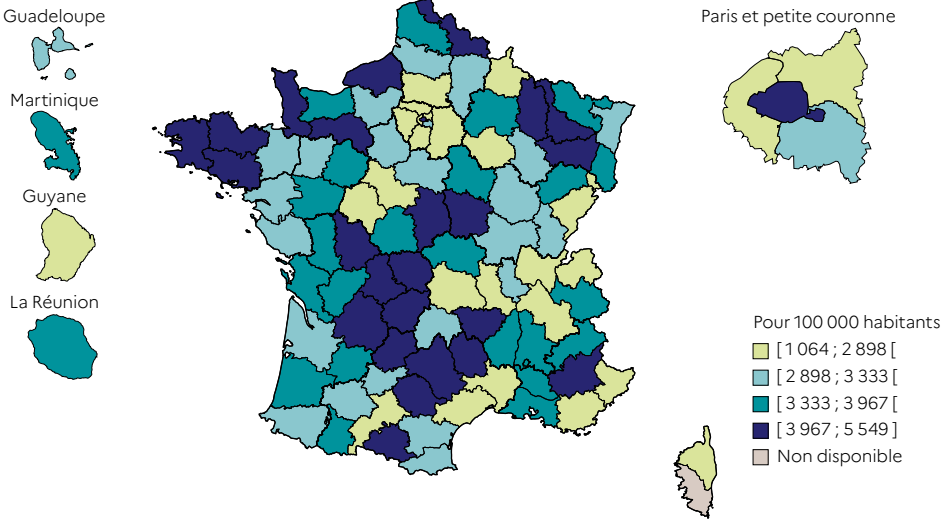 Guadeloupe
Martinique
Guyane
La Réunion
Paris et petite couronne
Pour 100 000 habitants
[ 1 064 ; 2 898 [
[ 2 898 ; 3 333 [
[ 3 333 ; 3 967 [
[ 3 967 ; 5 549 ]
Non disponible